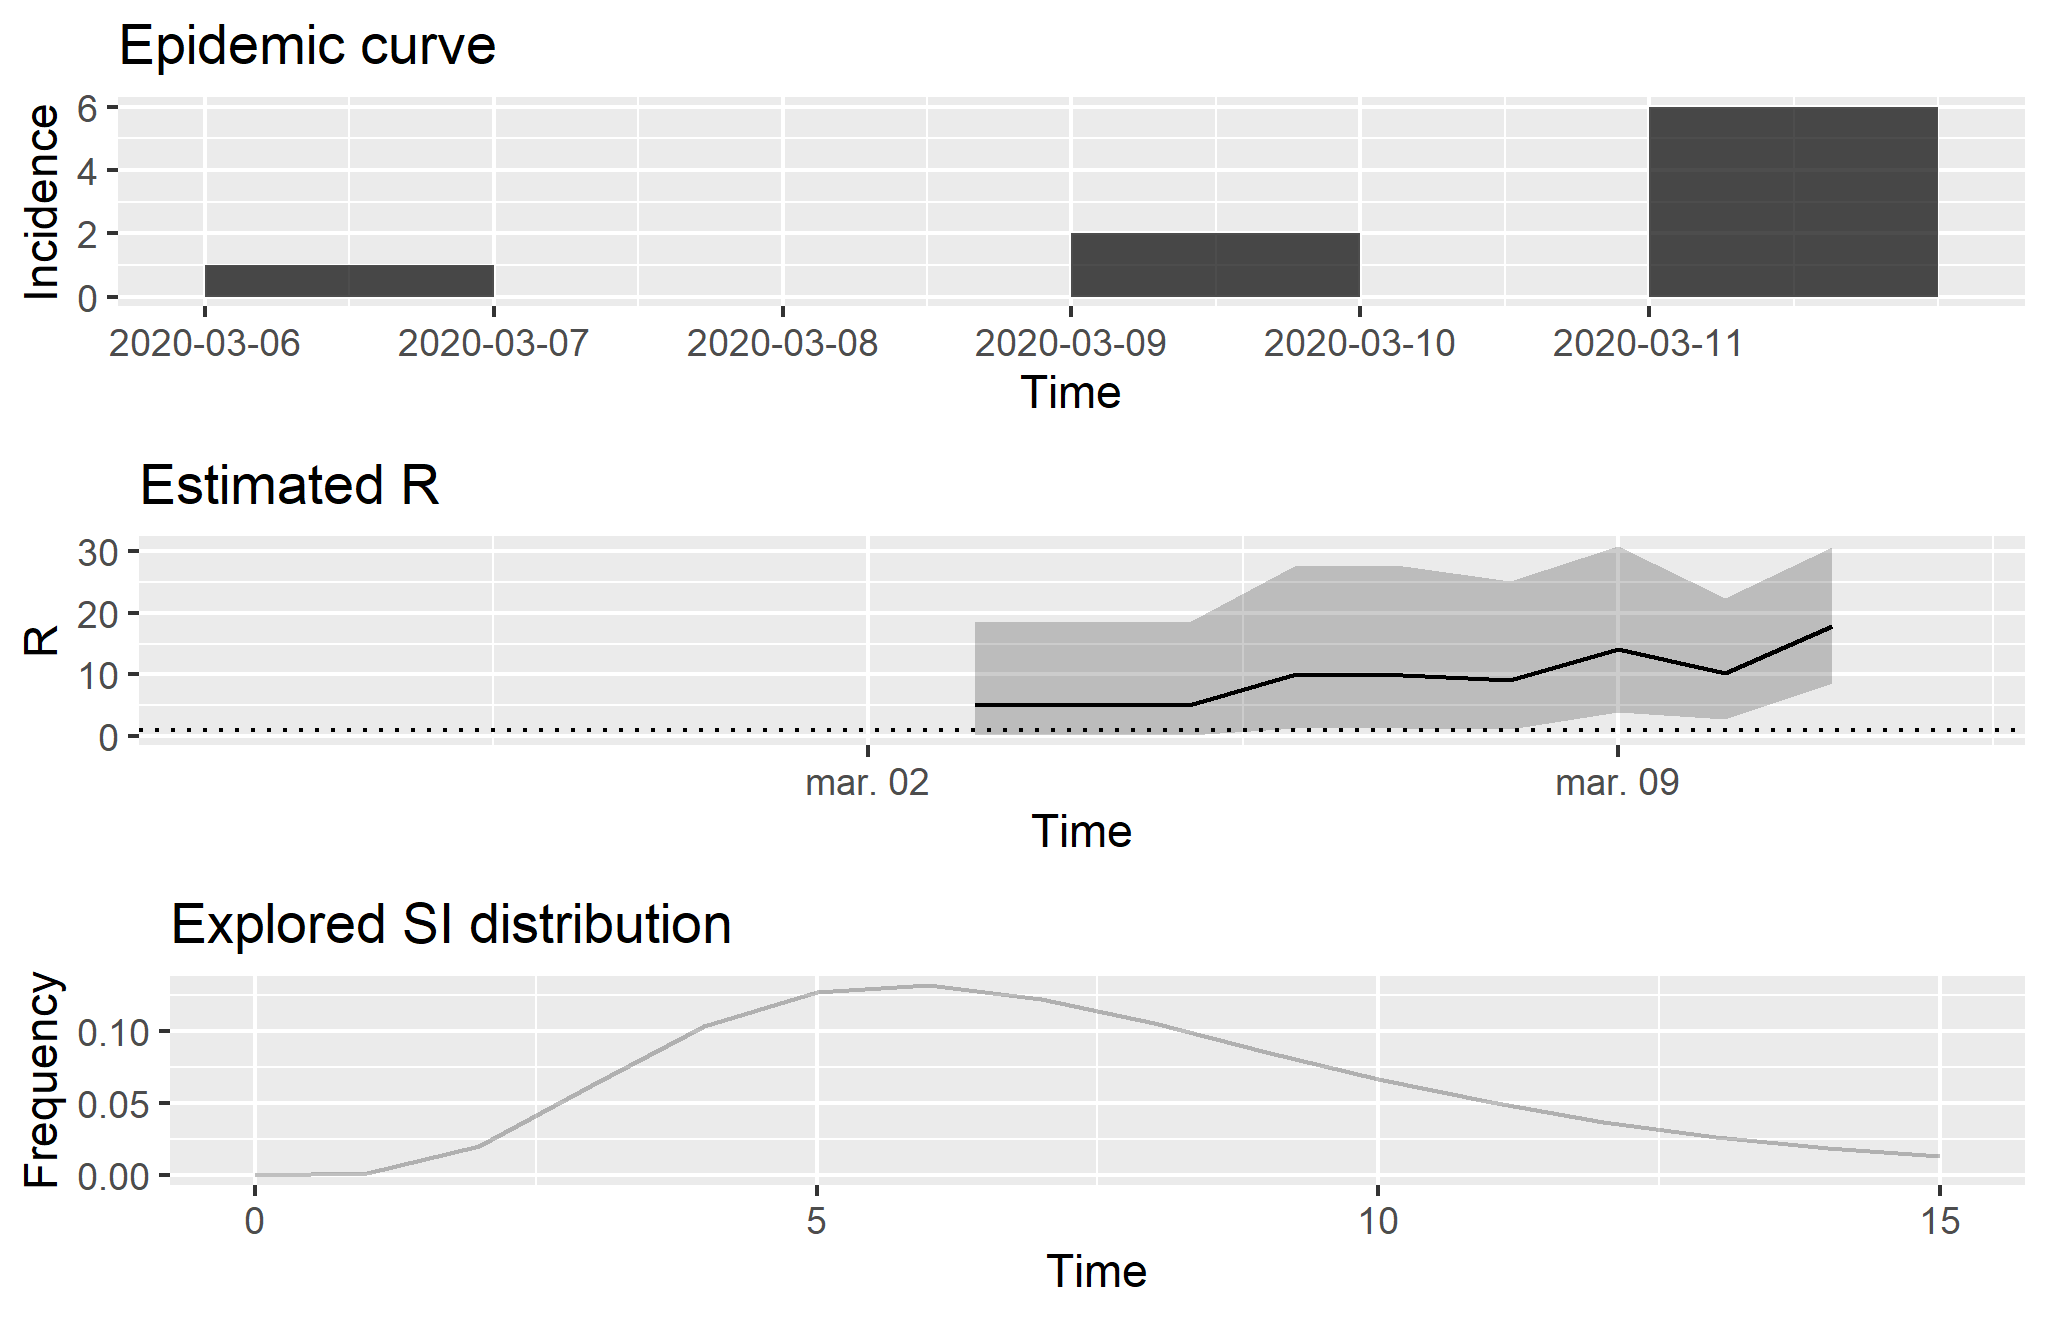 Epidemic curve
Incidence
6
4
2
0
2020-03-06 2020-03-07 2020-03-08 2020-03-09 2020-03-10 2020-03-11
Time
Estimated R
R
30
20
10
0
mar. 02 mar. 09
Time
Explored SI distribution
Frequency
0.10
0.05
0.00
0 5 10 15
Time